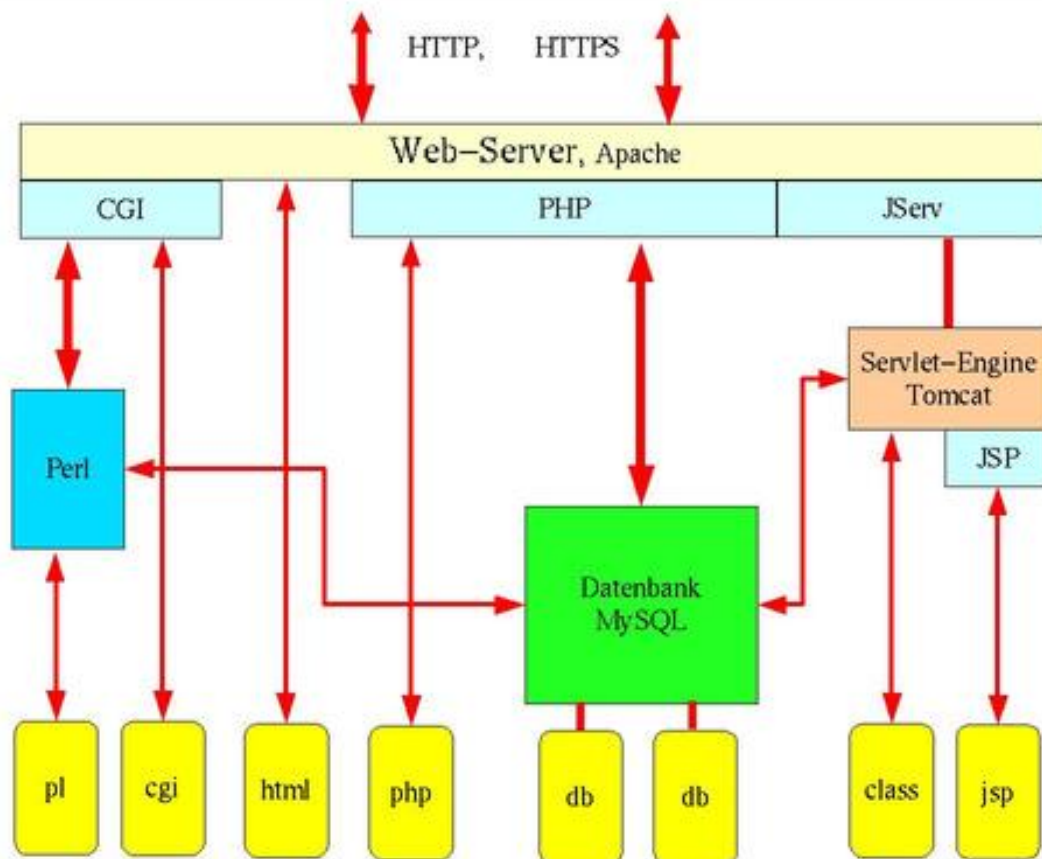 HTTP, HTTPS
Web-Server, Apache
CGI
PHP
JServ
Servlet-Engine
Tomcat
JSP
Perl
Datenbank
MySQL
pl
cgi
html
php
db
db
class
jsp